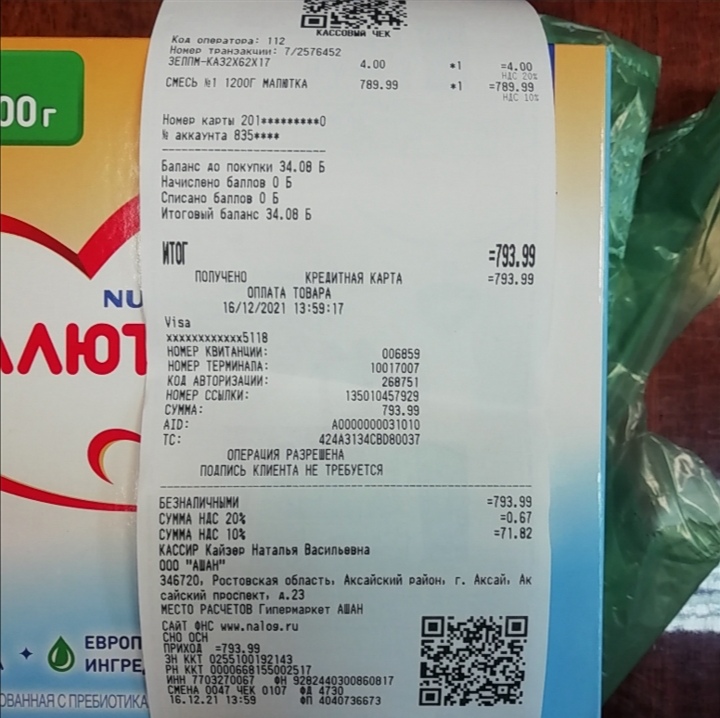 КАССОВЫЙ ЧЕК
Код оператора: 112
Номер транзакции: 7/2576452
ЗЕЛПМ-КА32Х62Х17 4.00 *1 =4.00
НДС 20%
СМЕСЬ №1 1200Г МАЛЮТКА 789.99 *1 =789.99
НДС 10%
Номер карты 201*********0
№ аккаунта 835****
Баланс до покупки 34.08 Б
Начислено баллов 0 Б
Списано баллов 0 Б
Итоговый баланс 34.08 Б
ИТОГ =793.99
ПОЛУЧЕНО КРЕДИТНАЯ КАРТА =793.99
ОПЛАТА ТОВАРА
16/12/2021 13:59:17
Visa
xxxxxxxxxxxx5118
НОМЕР КВИТАНЦИИ: 006859
НОМЕР ТЕРМИНАЛА: 10017007
КОД АВТОРИЗАЦИИ: 268751
НОМЕР ССЫЛКИ: 135010457929
СУММА: 793.99
AID: A0000000031010
TC: 424A3134CBD80037
ОПЕРАЦИЯ РАЗРЕШЕНА
ПОДПИСЬ КЛИЕНТА НЕ ТРЕБУЕТСЯ
БЕЗНАЛИЧНЫМИ =793.99
СУММА НДС 20% =0.67
СУММА НДС 10% =71.82
КАССИР Кайзер Наталья Васильевна
ООО "АШАН"
346720, Ростовская область, Аксайский район, г. Аксай, Ак
сайский проспект, д.23
МЕСТО РАСЧЕТОВ Гипермаркет АШАН
САЙТ ФНС www.nalog.ru
СНО ОСН
ПРИХОД =793.99
ЗН ККТ 0255100192143
РН ККТ 0000668155002517
ИНН 7703270067 ФН 9282440300860817
СМЕНА 0047 ЧЕК 0107 ФД 4730
16.12.21 13:59 ФП 4040736673
00г
NU
АЛЮТ
ЕВРОП
ИНГРЕД
ОВАННАЯ С ПРЕБИОТИКА